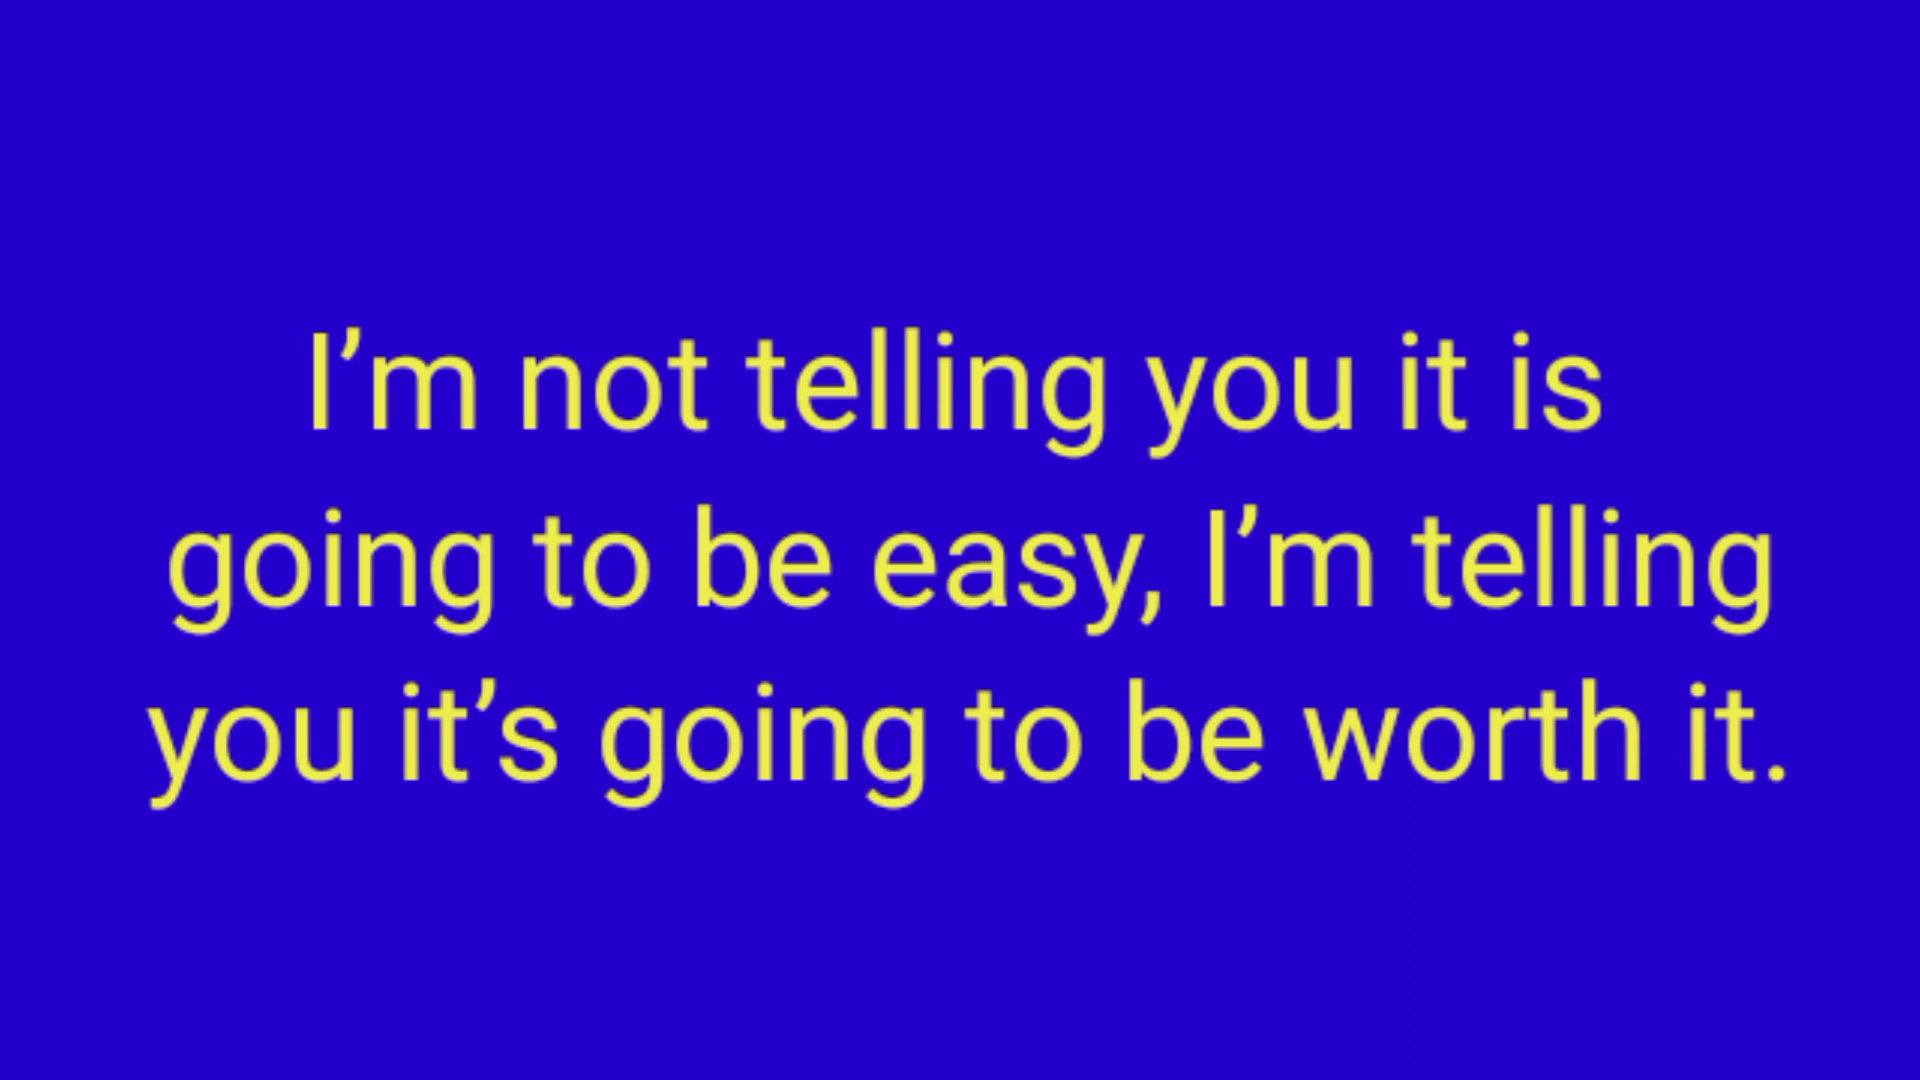 I’m not telling you it is
going to be easy, I’m telling
you it’s going to be worth it.